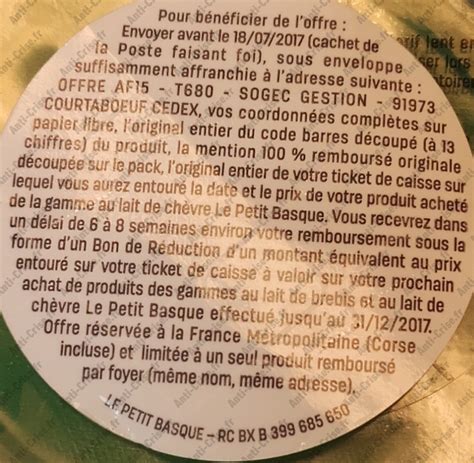 Pour bénéficier de l'offre :
Envoyer avant le 18/07/2017 (cachet de
la Poste faisant foi), sous enveloppe
suffisamment affranchie à l'adresse suivante :
OFFRE AF15 - T680 - SOGEC GESTION - 91973
COURTABOEUF CEDEX, vos coordonnées complètes sur
papier libre, l'original entier du code barres découpé (à 13
chiffres) du produit, la mention 100 % remboursé originale
découpée sur le pack, l'original entier de votre ticket de caisse sur
lequel vous aurez entouré la date et le prix de votre produit acheté
de la gamme au lait de chèvre Le Petit Basque. Vous recevrez dans
un délai de 6 à 8 semaines environ votre remboursement sous la
forme d'un Bon de Réduction d'un montant équivalent au prix
entouré sur votre ticket de caisse à valoir sur votre prochain
achat de produits des gammes au lait de brebis et au lait de
chèvre Le Petit Basque effectué jusqu'au 31/12/2017.
Offre réservée à la France Métropolitaine (Corse
incluse) et limitée à un seul produit remboursé
par foyer (même nom, même adresse).
LE PETIT BASQUE - RC BX B 399 685 650
Anti-Crise.fr